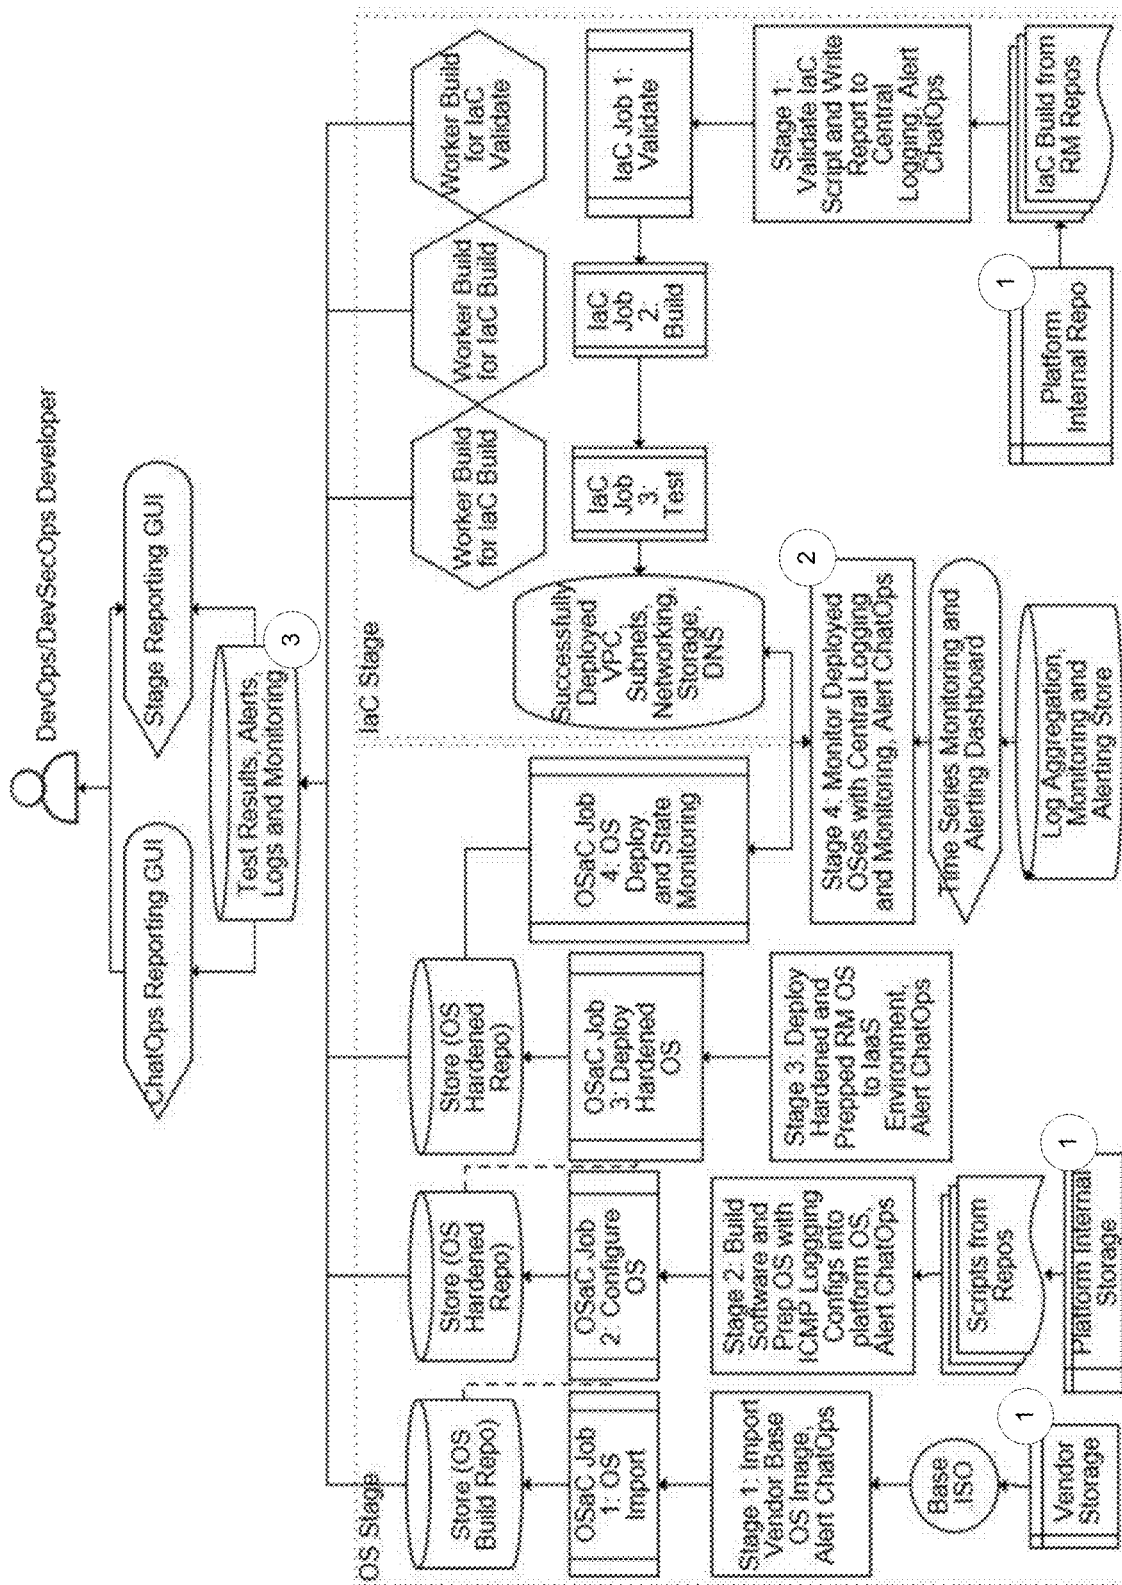 DevOps/DevSecOps Developer
ChatOps Reporting GUI
Stage Reporting GUI
Test Results, Alerts,
Logs and Monitoring
3
OS Stage
IaC Stage
Store (OS
Build Repo)
Store (OS
Hardened
Repo)
Store (OS
Hardened
Repo)
Worker Build
for IaC Build
Worker Build
for IaC Build
Worker Build
for IaC
Validate
OSaC Job
1: OS
Import
OSaC Job
2: Configure
OS
OSaC Job
3: Deploy
Hardened
OS
OSaC Job
4: OS
Deploy
and State
Monitoring
Successfully
Deployed
VPC,
Subnets,
Networking,
Storage,
DNS
IaC
Job
3:
Test
IaC
Job
2:
Build
IaC Job 1:
Validate
Stage 1: Import
Vendor Base
OS Image,
Alert ChatOps
Stage 2: Build
Software and
Prep OS with
ICMP Loggging
Configs into
platform OS,
Alert ChatOps
Stage 3: Deploy
Hardened and
Prepped RM OS
to IaaS
Environment,
Alert ChatOps
Stage 4. Monitor Deployed
OSes with Central Logging
and Monitoring, Alert ChatOps
2
Stage 1:
Validate IaC
Script and Write
Report to
Central
Logging, Alert
ChatOps
Base
ISO
Scripts from
Repos
Time Series Monitoring and
Alerting Dashboard
Vendor
Storage
1
Platform Internal
Storage
1
Log Aggregation,
Monitoring and
Alerting Store
Platform
Internal Repo
1
IaC Build from
RM Repos